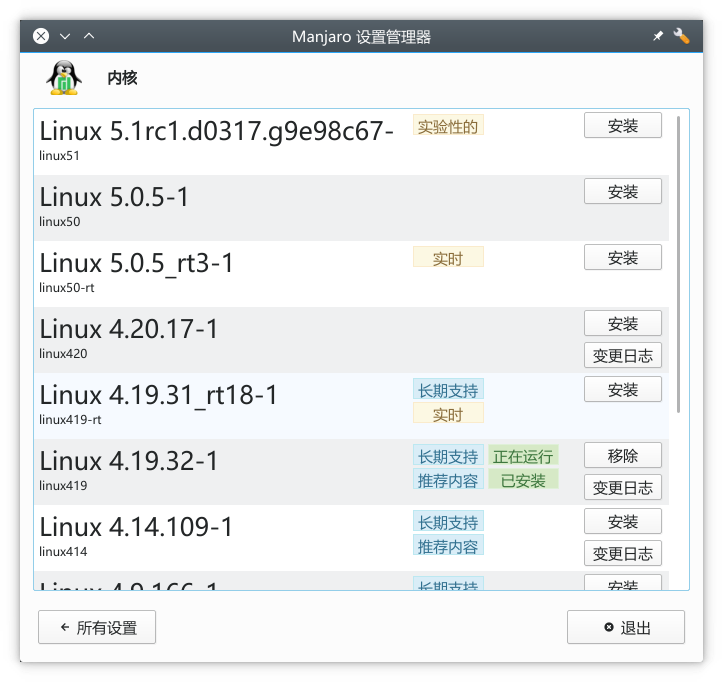 Manjaro 设置管理器
内核
Linux 5.1rc1.d0317.g9e98c67-
实验性的
安装
linux51
Linux 5.0.5-1
安装
linux50
Linux 5.0.5_rt3-1
实时
安装
linux50-rt
Linux 4.20.17-1
安装
linux420
变更日志
Linux 4.19.31_rt18-1
长期支持
安装
linux419-rt
实时
Linux 4.19.32-1
长期支持
正在运行
移除
linux419
推荐内容
已安装
变更日志
Linux 4.14.109-1
长期支持
安装
linux414
推荐内容
变更日志
Linux 4.9.166-1
长期支持
安装
所有设置
退出